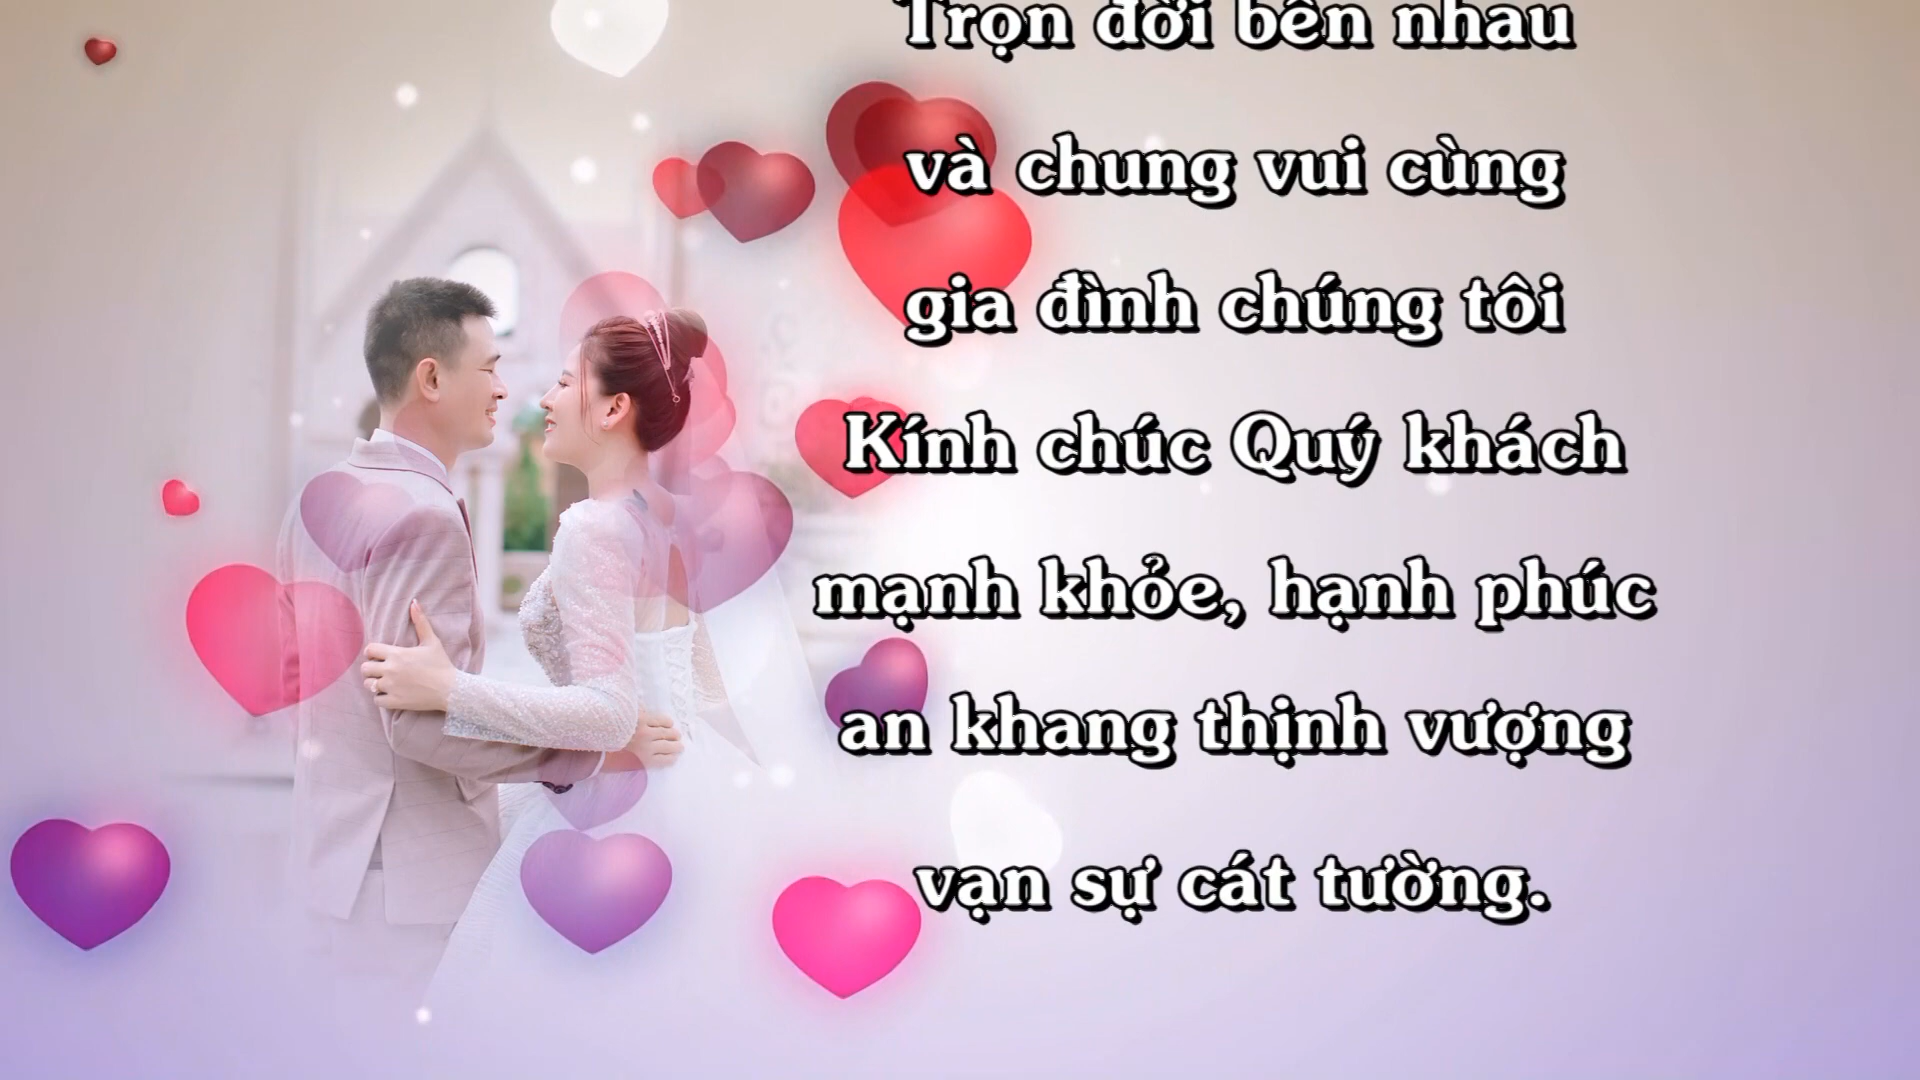 Trọn đời bên nhau
và chung vui cùng
gia đình chúng tôi
Kính chúc Quý khách
mạnh khỏe, hạnh phúc
an khang thịnh vượng
vạn sự cát tường.